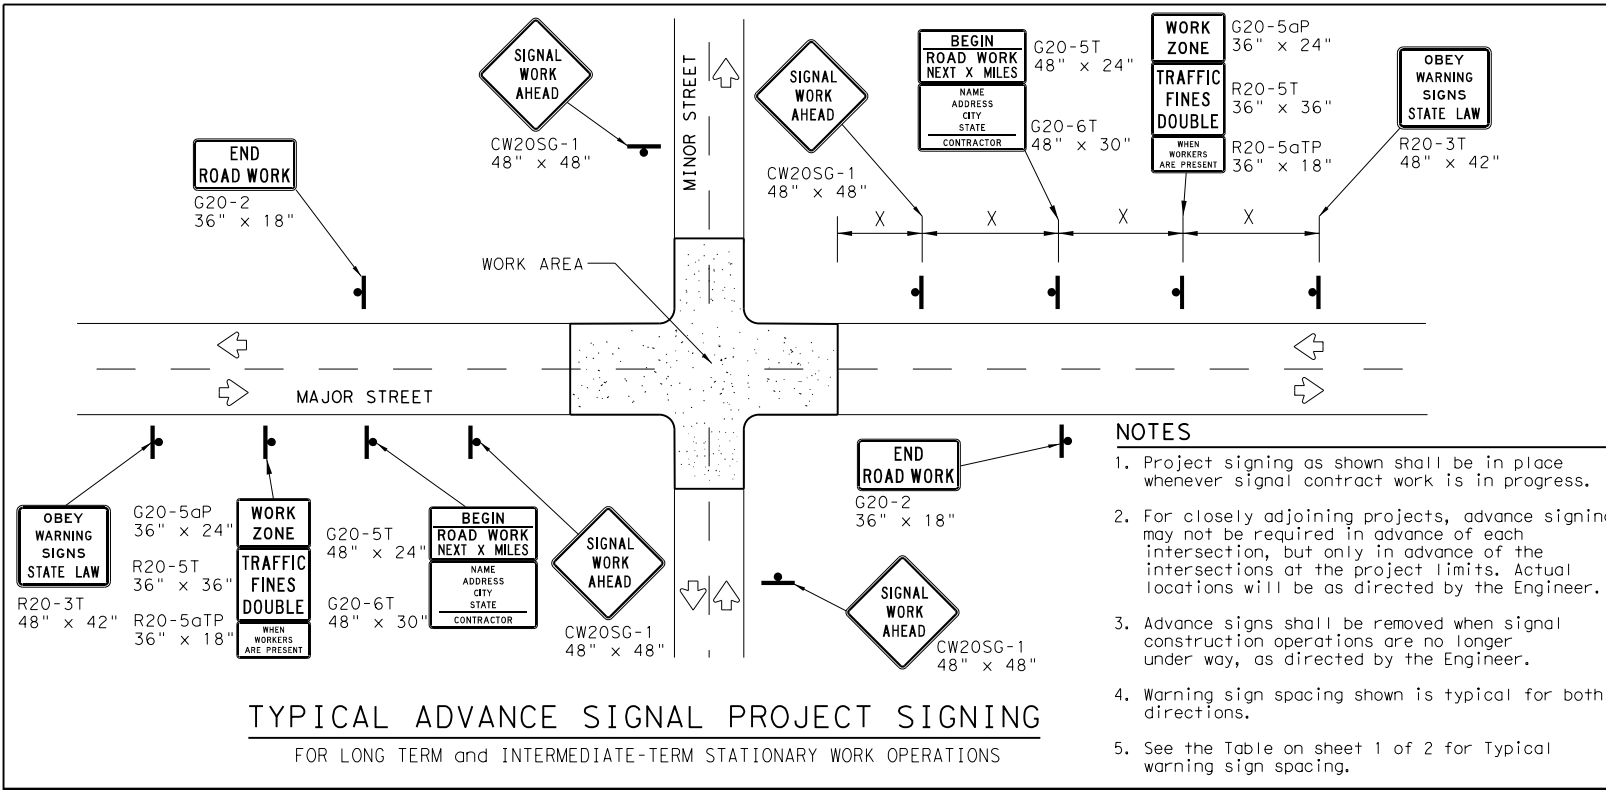 SIGNAL
WORK
AHEAD
CW20SG-1
48" x 48"
MINOR STREET
SIGNAL
WORK
AHEAD
CW20SG-1
48" x 48"
BEGIN
ROAD WORK
NEXT X MILES
NAME
ADDRESS
CITY
STATE
CONTRACTOR
G20-5T
48" x 24"
G20-6T
48" x 30"
WORK
ZONE
TRAFFIC
FINES
DOUBLE
WHEN
WORKERS
ARE PRESENT
G20-5aP
36" x 24"
R20-5T
36" x 36"
R20-5aTP
36" x 18"
OBEY
WARNING
SIGNS
STATE LAW
R20-3T
48" x 42"
END
ROAD WORK
G20-2
36" x 18"
X
X
X
X
WORK AREA
MAJOR STREET
OBEY
WARNING
SIGNS
STATE LAW
R20-3T
48" x 42"
G20-5aP
36" x 24"
R20-5T
36" x 36"
R20-5aTP
36" x 18"
WORK
ZONE
TRAFFIC
FINES
DOUBLE
WHEN
WORKERS
ARE PRESENT
G20-5T
48" x 24"
G20-6T
48" x 30"
BEGIN
ROAD WORK
NEXT X MILES
NAME
ADDRESS
CITY
STATE
CONTRACTOR
SIGNAL
WORK
AHEAD
CW20SG-1
48" x 48"
END
ROAD WORK
G20-2
36" x 18"
SIGNAL
WORK
AHEAD
CW20SG-1
48" x 48"
TYPICAL ADVANCE SIGNAL PROJECT SIGNING
FOR LONG TERM and INTERMEDIATE-TERM STATIONARY WORK OPERATIONS
NOTES
1. Project signing as shown shall be in place
whenever signal contract work is in progress.
2. For closely adjoining projects, advance signing
may not be required in advance of each
intersection, but only in advance of the
intersections at the project limits. Actual
locations will be as directed by the Engineer.
3. Advance signs shall be removed when signal
construction operations are no longer
under way, as directed by the Engineer.
4. Warning sign spacing shown is typical for both
directions.
5. See the Table on sheet 1 of 2 for Typical
warning sign spacing.